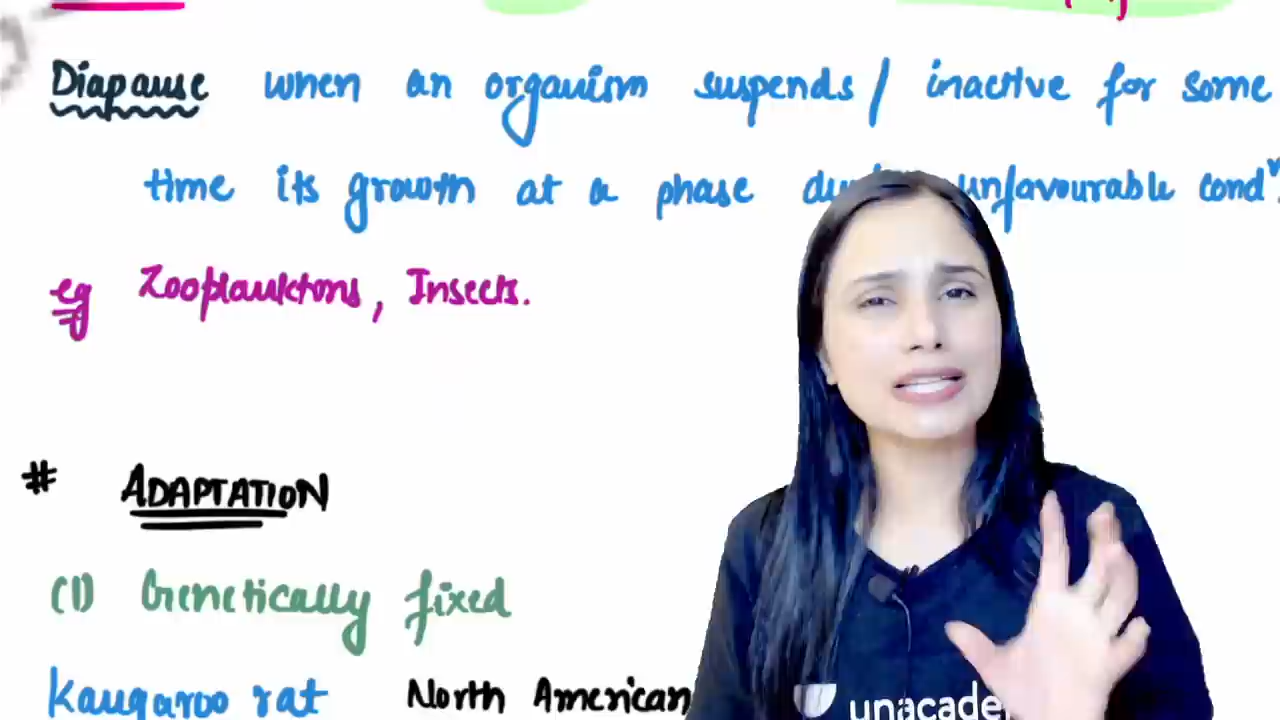 Diapause when an organism suspends / inactive for some
time its growth at a phase unfavourable condⁿ.
eg Zooplanktons, Insects.
# ADAPTATION
(1) Genetically fixed
Kangaroo rat North American
unacade